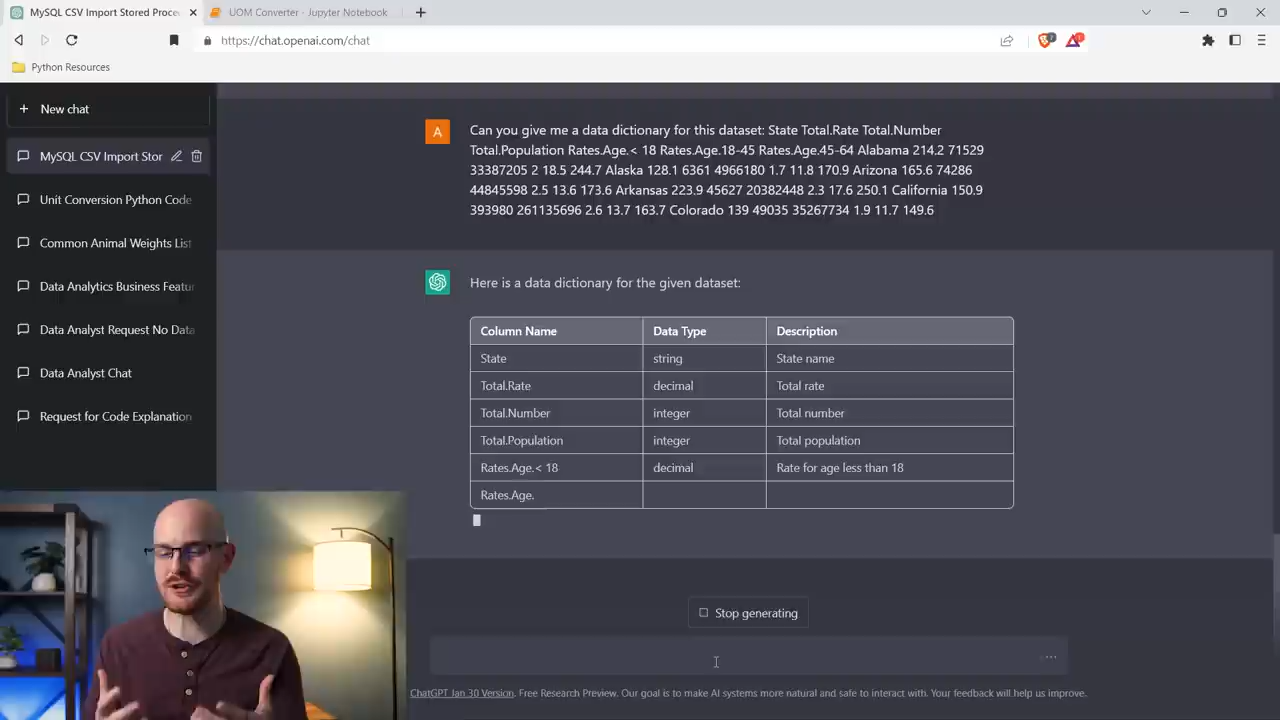 MySQL CSV Import Stored Proce
UOM Converter - Jupyter Notebook
https://chat.openai.com/chat
7
1
Python Resources
New chat
MySQL CSV Import Stor
Unit Conversion Python Code
Common Animal Weights List
Data Analytics Business Featur
Data Analyst Request No Data
Data Analyst Chat
Request for Code Explanation
A
Can you give me a data dictionary for this dataset: State Total.Rate Total.Number
Total.Population Rates.Age.< 18 Rates.Age.18-45 Rates.Age.45-64 Alabama 214.2 71529
33387205 2 18.5 244.7 Alaska 128.1 6361 4966180 1.7 11.8 170.9 Arizona 165.6 74286
44845598 2.5 13.6 173.6 Arkansas 223.9 45627 20382448 2.3 17.6 250.1 California 150.9
393980 261135696 2.6 13.7 163.7 Colorado 139 49035 35267734 1.9 11.7 149.6
Here is a data dictionary for the given dataset:
Column Name Data Type Description
State string State name
Total.Rate decimal Total rate
Total.Number integer Total number
Total.Population integer Total population
Rates.Age.< 18 decimal Rate for age less than 18
Rates.Age.
Stop generating
ChatGPT Jan 30 Version. Free Research Preview. Our goal is to make AI systems more natural and safe to interact with. Your feedback will help us improve.